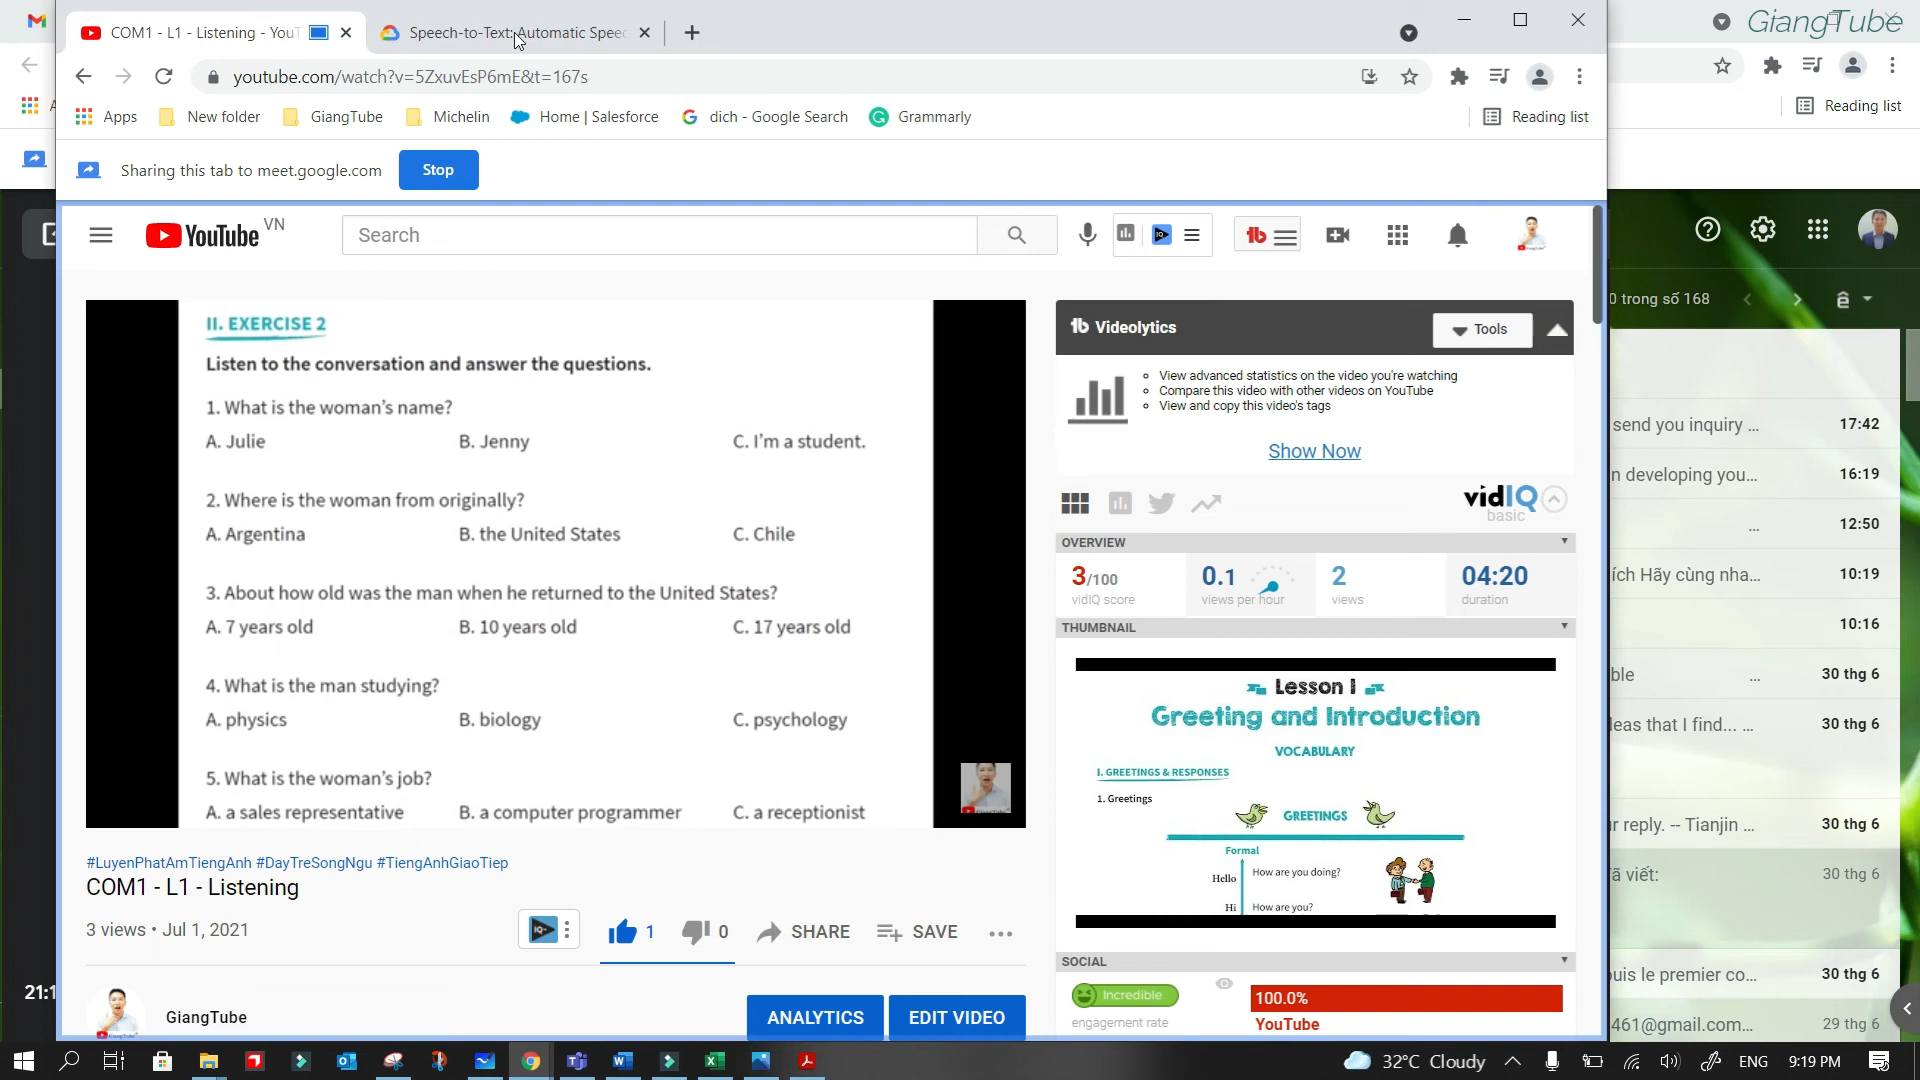 COM1 - L1 - Listening - YouT
Speech-to-Text: Automatic Speec
GiangTube
youtube.com/watch?v=5ZxuvEsP6mE&t=167s
Apps
New folder
GiangTube
Michelin
Home | Salesforce
dich - Google Search
Grammarly
Reading list
Reading list
Sharing this tab to meet.google.com
Stop
YouTube VN
Search
II. EXERCISE 2
Listen to the conversation and answer the questions.
1. What is the woman's name?
A. Julie
B. Jenny
C. I'm a student.
2. Where is the woman from originally?
A. Argentina
B. the United States
C. Chile
3. About how old was the man when he returned to the United States?
A. 7 years old
B. 10 years old
C. 17 years old
4. What is the man studying?
A. physics
B. biology
C. psychology
5. What is the woman's job?
A. a sales representative
B. a computer programmer
C. a receptionist
#LuyenPhatAmTiengAnh #DayTreSongNgu #TiengAnhGiaoTiep
COM1 - L1 - Listening
3 views • Jul 1, 2021
1
0
SHARE
SAVE
GiangTube
ANALYTICS
EDIT VIDEO
Videolytics
Tools
View advanced statistics on the video you're watching
Compare this video with other videos on YouTube
View and copy this video's tags
Show Now
vidIQ
basic
OVERVIEW
3/100
vidIQ score
0.1
views per hour
2
views
04:20
duration
THUMBNAIL
Lesson 1
Greeting and Introduction
VOCABULARY
I. GREETINGS & RESPONSES
1. Greetings
GREETINGS
Formal
Hello
How are you doing?
Hi
How are you?
SOCIAL
Incredible
engagement rate
100.0%
YouTube
0 trong số 168
send you inquiry ...
17:42
n developing you...
16:19
...
12:50
ích Hãy cùng nha...
10:19
10:16
ble
...
30 thg 6
leas that I find... ...
30 thg 6
ır reply. -- Tianjin ...
30 thg 6
ã viết:
30 thg 6
uis le premier co...
30 thg 6
461@gmail.com...
29 thg 6
21:1
32°C Cloudy
ENG
9:19 PM